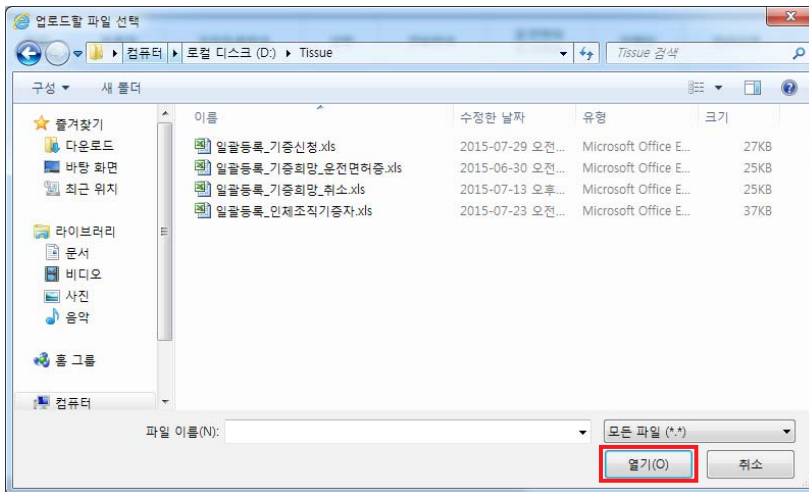 업로드할 파일 선택
컴퓨터 ▸ 로컬 디스크 (D:) ▸ Tissue
Tissue 검색
구성 새 폴더
즐겨찾기
다운로드
바탕 화면
최근 위치
라이브러리
문서
비디오
사진
음악
홈 그룹
컴퓨터
이름 수정한 날짜 유형 크기
일괄등록_기증신청.xls 2015-07-29 오전... Microsoft Office E... 27KB
일괄등록_기증희망_운전면허증.xls 2015-06-30 오전... Microsoft Office E... 25KB
일괄등록_기증희망_취소.xls 2015-07-13 오후... Microsoft Office E... 25KB
일괄등록_인체조직기증자.xls 2015-07-23 오전... Microsoft Office E... 37KB
파일 이름(N): 모든 파일 (*.*)
열기(O) 취소